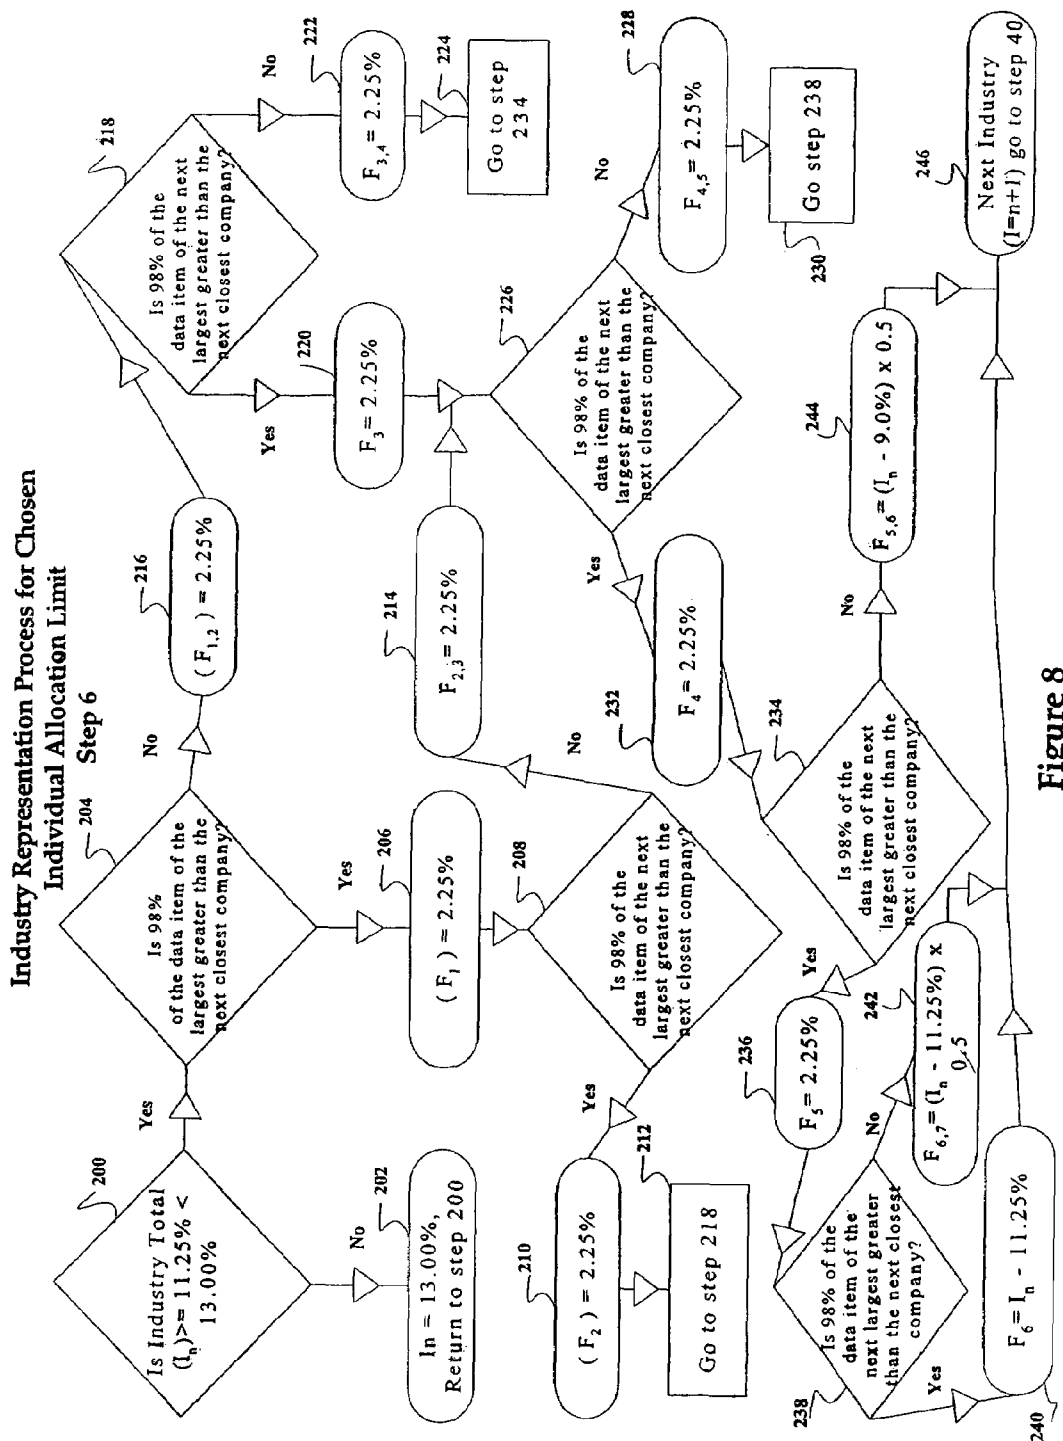 Industry Representation Process for Chosen
Individual Allocation Limit
Step 6
200
Is Industry Total
(Iₙ)>= 11.25% <
13.00%
Yes
No
202
In = 13.00%,
Return to step 200
204
Is 98%
of the data item of the
largest greater than the
next closest company?
No
Yes
206
( F₁ ) = 2.25%
208
Is 98% of the
data item of the next
largest greater than the
next closest company?
Yes
No
210
( F₂ ) = 2.25%
212
Go to step 218
214
F₂,₃ = 2.25%
216
( F₁,₂ ) = 2.25%
218
Is 98% of the
data item of the next
largest greater than the
next closest company?
Yes
No
220
F₃ = 2.25%
222
F₃,₄ = 2.25%
224
Go to step
234
226
Is 98% of the
data item of the next
largest greater than the
next closest company?
Yes
No
228
F₄,₅ = 2.25%
230
Go step 238
232
F₄ = 2.25%
234
Is 98% of the
data item of the next
largest greater than the
next closest company?
Yes
No
236
F₅ = 2.25%
238
Is 98% of the
data item of the
next largest greater
than the next closest
company?
Yes
No
240
F₆ = Iₙ - 11.25%
242
F₆,₇ = (Iₙ - 11.25%) x
0.5
244
F₅,₆ = (Iₙ - 9.0%) x 0.5
246
Next Industry
(I=n+1) go to step 40
Figure 8